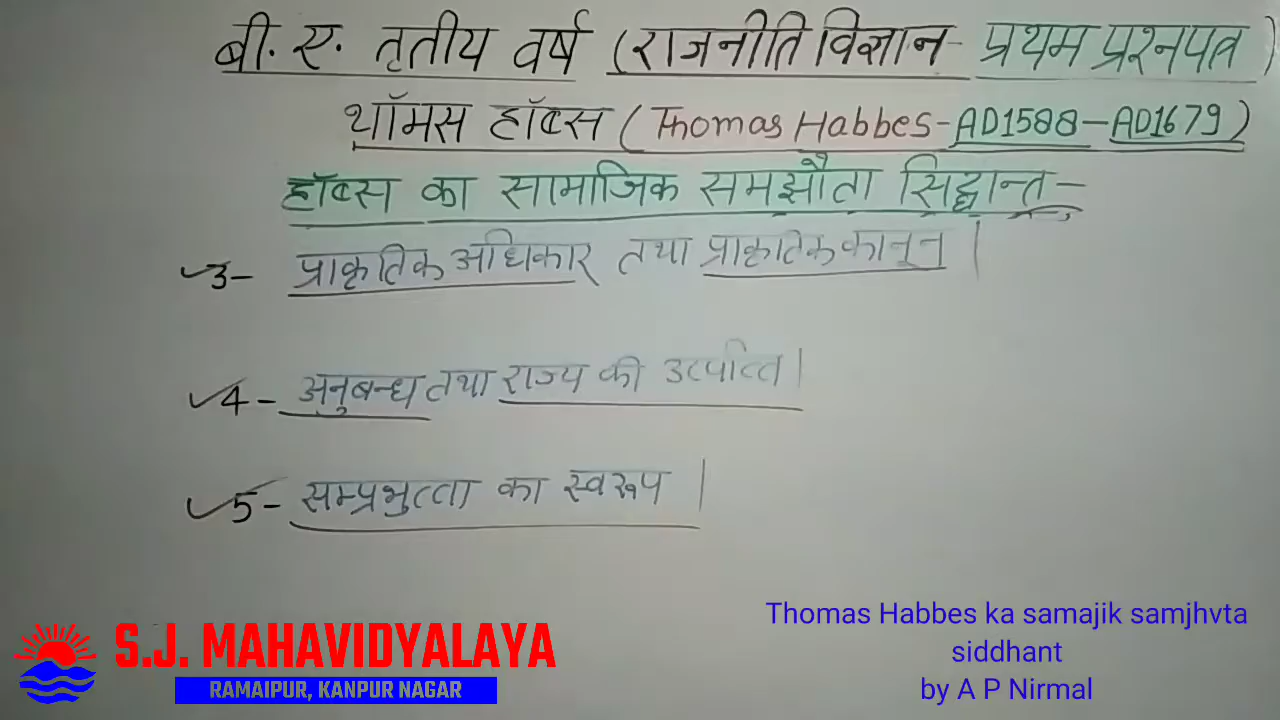 बी. ए. तृतीय वर्ष (राजनीति विज्ञान - प्रथम प्रश्नपत्र)
थॉमस हॉब्स (Thomas Habbes-AD1588-AD1679)
हॉब्स का सामाजिक समझौता सिद्धान्त-
3- प्राकृतिक अधिकार तथा प्राकृतिक कानून।
4- अनुबन्ध तथा राज्य की उत्पत्ति।
5- सम्प्रभुत्ता का स्वरूप।
S.J. MAHAVIDYALAYA
RAMAIPUR, KANPUR NAGAR
Thomas Habbes ka samajik samjhvta
siddhant
by A P Nirmal